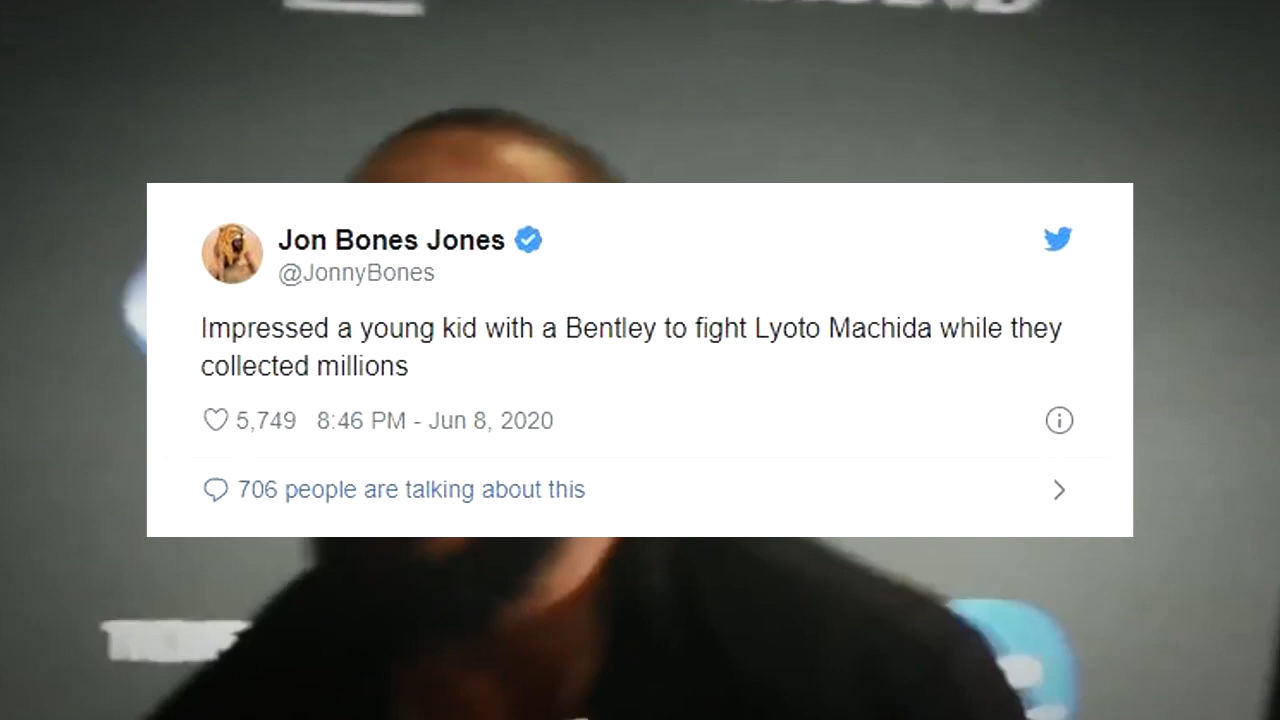 Jon Bones Jones
@JonnyBones
Impressed a young kid with a Bentley to fight Lyoto Machida while they
collected millions
5,749 8:46 PM - Jun 8, 2020
706 people are talking about this